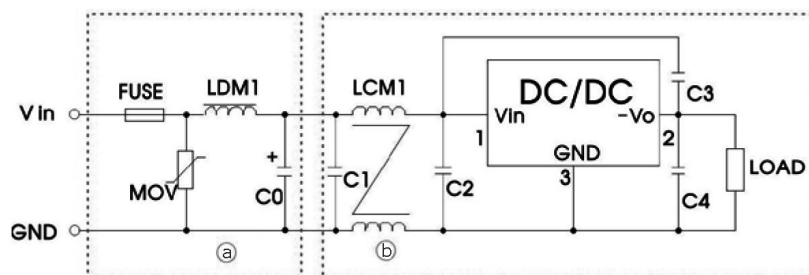 FUSE
LDM1
LCM1
DC/DC
C3
Vin
Vin
-Vo
1
2
GND
3
MOV
+
C0
C1
C2
C4
LOAD
GND
ⓐ
ⓑ